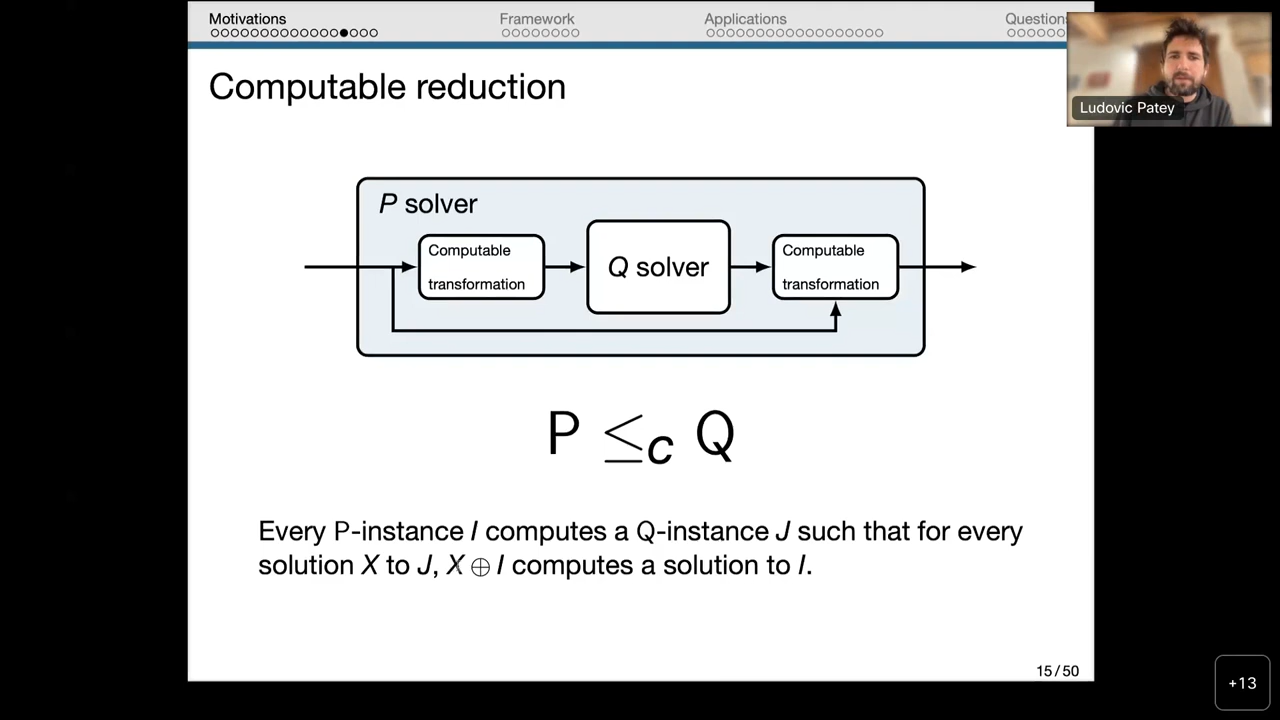 Motivations Framework Applications Question
Ludovic Patey
Computable reduction
P solver
Computable
transformation
Q solver
Computable
transformation
P ≤c Q
Every P-instance I computes a Q-instance J such that for every
solution X to J, X ⊕ I computes a solution to I.
15 / 50
+13